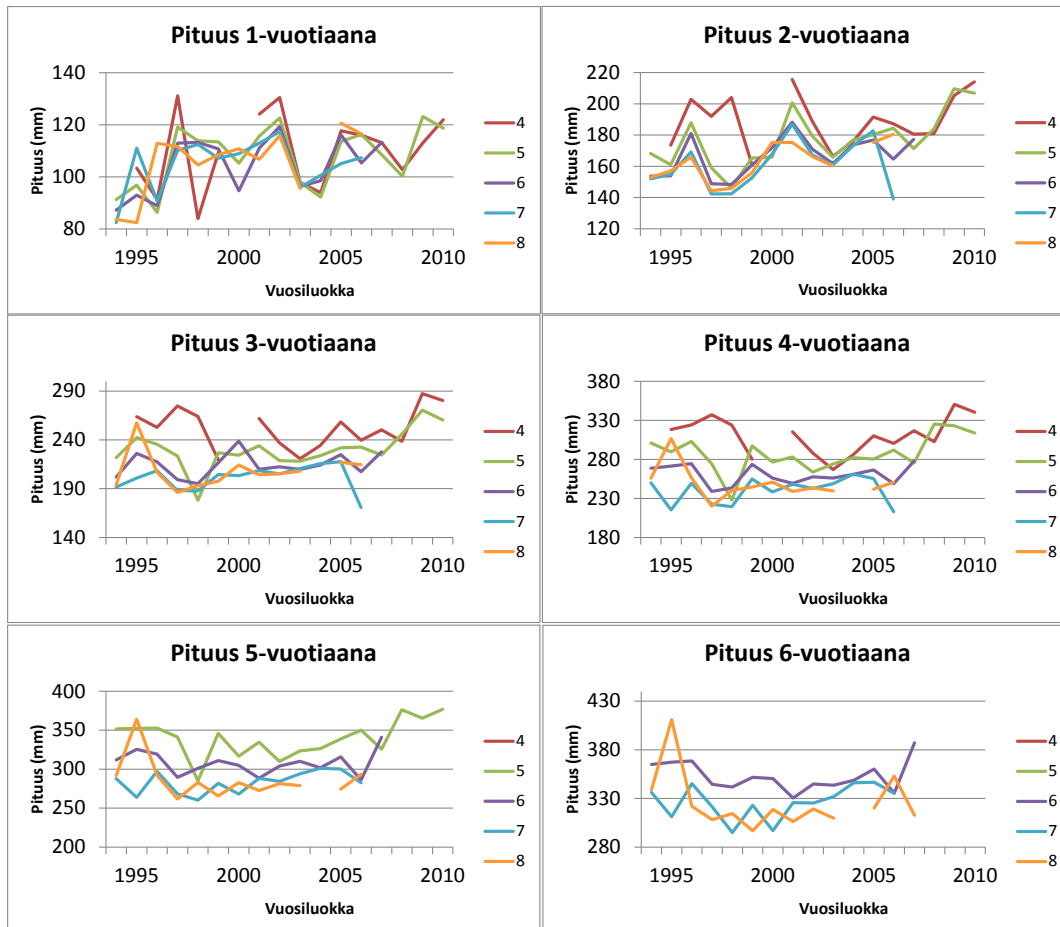 Pituus 1-vuotiaana
140
120
100
80
Pituus (mm)
1995 2000 2005 2010
Vuosiluokka
4
5
6
7
8
Pituus 2-vuotiaana
220
200
180
160
140
120
Pituus (mm)
1995 2000 2005 2010
Vuosiluokka
4
5
6
7
8
Pituus 3-vuotiaana
290
240
190
140
Pituus (mm)
1995 2000 2005 2010
Vuosiluokka
4
5
6
7
8
Pituus 4-vuotiaana
380
330
280
230
180
Pituus (mm)
1995 2000 2005 2010
Vuosiluokka
4
5
6
7
8
Pituus 5-vuotiaana
400
350
300
250
200
Pituus (mm)
1995 2000 2005 2010
Vuosiluokka
4
5
6
7
8
Pituus 6-vuotiaana
430
380
330
280
Pituus (mm)
1995 2000 2005 2010
Vuosiluokka
4
5
6
7
8